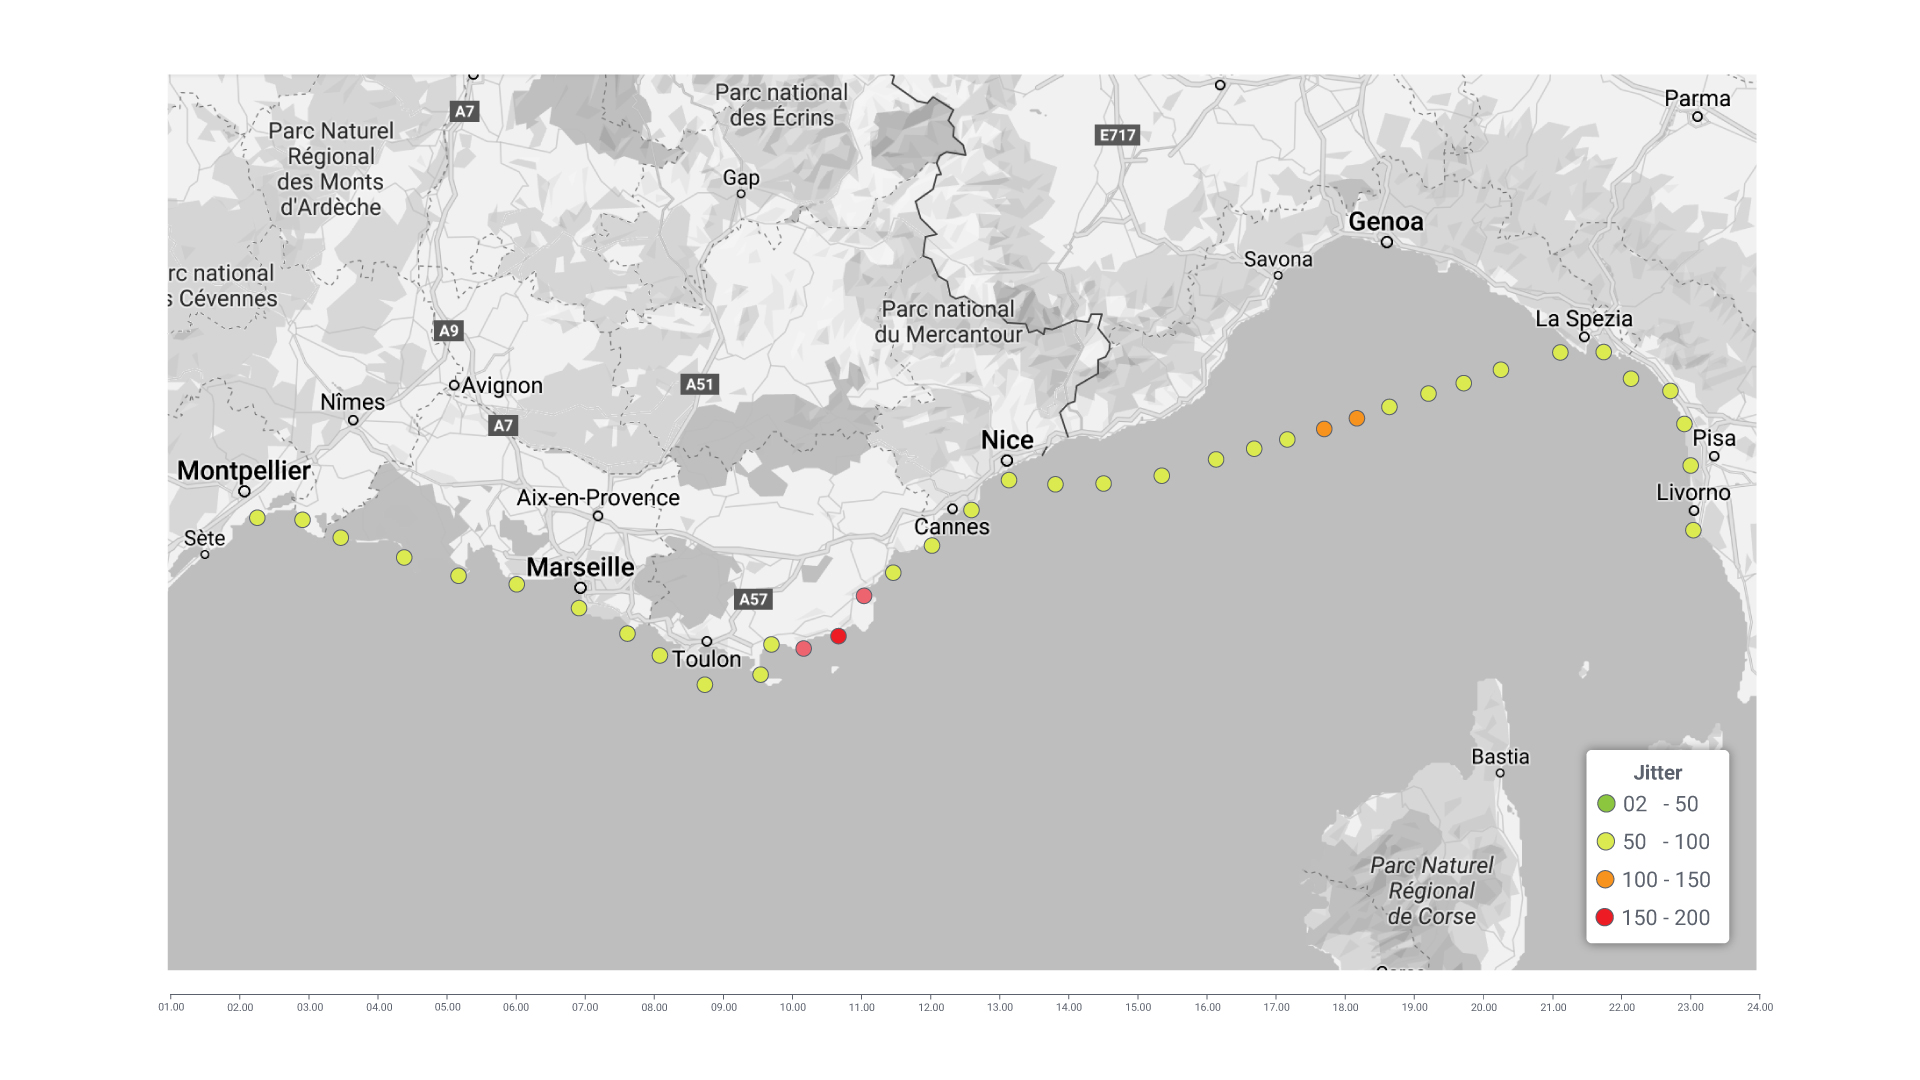 Parc national
des Écrins
Parma
A7
E717
Parc Naturel
Régional
des Monts
d'Ardèche
Gap
Genoa
Savona
rc national
s Cévennes
Parc national
du Mercantour
La Spezia
A9
A51
Avignon
Nîmes
A7
Nice
Pisa
Montpellier
Aix-en-Provence
Livorno
Cannes
Sète
Marseille
A57
Toulon
Bastia
Parc Naturel
Régional
de Corse
Jitter
02 - 50
50 - 100
100 - 150
150 - 200
01.00 02.00 03.00 04.00 05.00 06.00 07.00 08.00 09.00 10.00 11.00 12.00 13.00 14.00 15.00 16.00 17.00 18.00 19.00 20.00 21.00 22.00 23.00 24.00